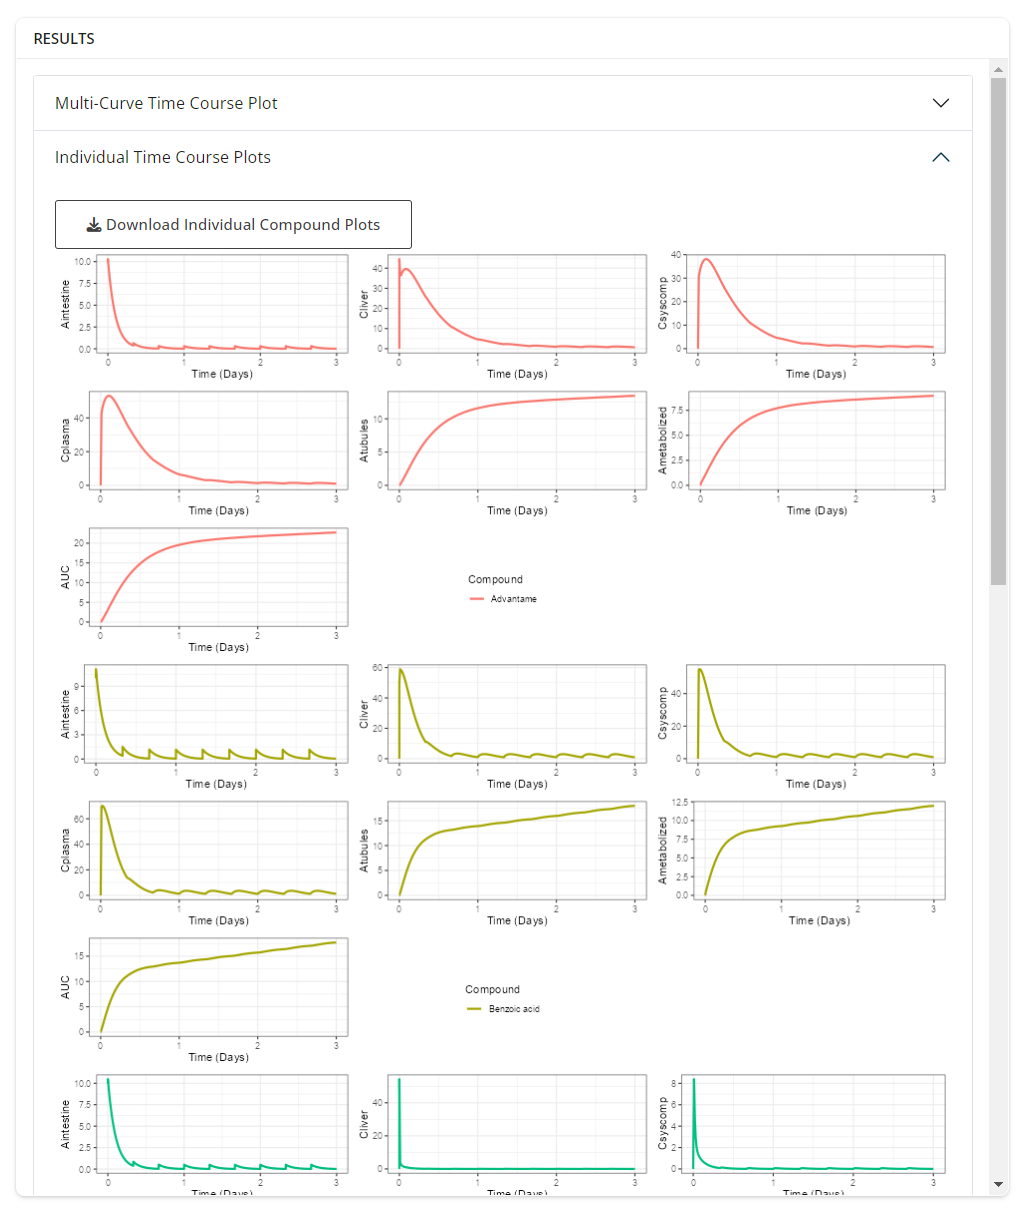 RESULTS
Multi-Curve Time Course Plot
Individual Time Course Plots
Download Individual Compound Plots
Aintestine
10.0
7.5
5.0
2.5
0.0
0 1 2 3
Time (Days)
Cliver
40
30
20
10
0
0 1 2 3
Time (Days)
Csyscomp
40
30
20
10
0
0 1 2 3
Time (Days)
Cplasma
40
20
0
0 1 2 3
Time (Days)
Atubules
10
5
0
0 1 2 3
Time (Days)
Ametabolized
7.5
5.0
2.5
0.0
0 1 2 3
Time (Days)
AUC
20
15
10
5
0
0 1 2 3
Time (Days)
Compound
Advantame
Aintestine
9
6
3
0
0 1 2 3
Time (Days)
Cliver
60
40
20
0
0 1 2 3
Time (Days)
Csyscomp
40
20
0
0 1 2 3
Time (Days)
Cplasma
60
40
20
0
0 1 2 3
Time (Days)
Atubules
15
10
5
0
0 1 2 3
Time (Days)
Ametabolized
12.5
10.0
7.5
5.0
2.5
0.0
0 1 2 3
Time (Days)
AUC
15
10
5
0
0 1 2 3
Time (Days)
Compound
Benzoic acid
Aintestine
10.0
7.5
5.0
2.5
0.0
0 1 2 3
Time (Days)
Cliver
40
20
0
0 1 2 3
Time (Days)
Csyscomp
8
6
4
2
0
0 1 2 3
Time (Days)